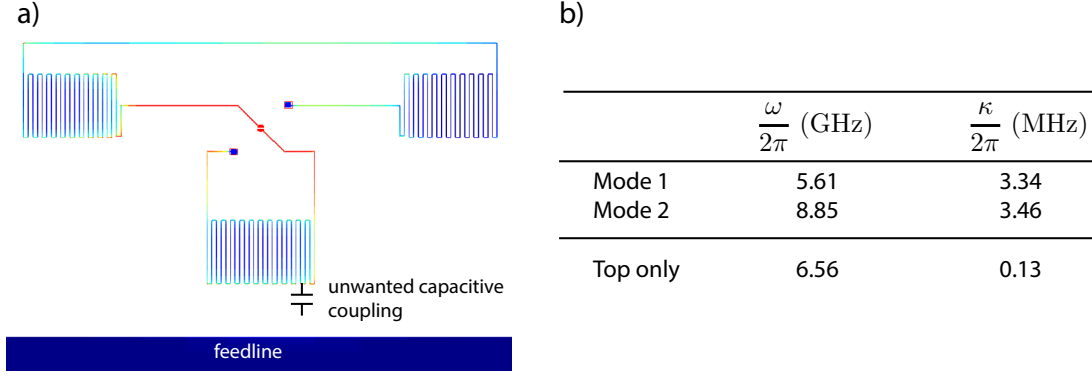 a)
unwanted capacitive
coupling
feedline
b)
ω/2π (GHz) κ/2π (MHz)
Mode 1 5.61 3.34
Mode 2 8.85 3.46
Top only 6.56 0.13